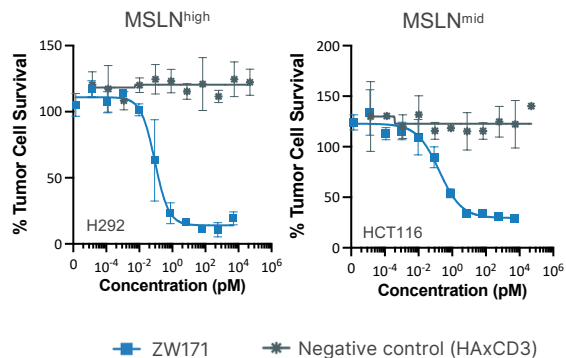 MSLNhigh
MSLNmid
% Tumor Cell Survival
150
100
50
0
H292
0 10-4 10-2 100 102 104 106
Concentration (pM)
% Tumor Cell Survival
200
150
100
50
0
HCT116
0 10-4 10-2 100 102 104 106
Concentration (pM)
ZW171
Negative control (HAxCD3)